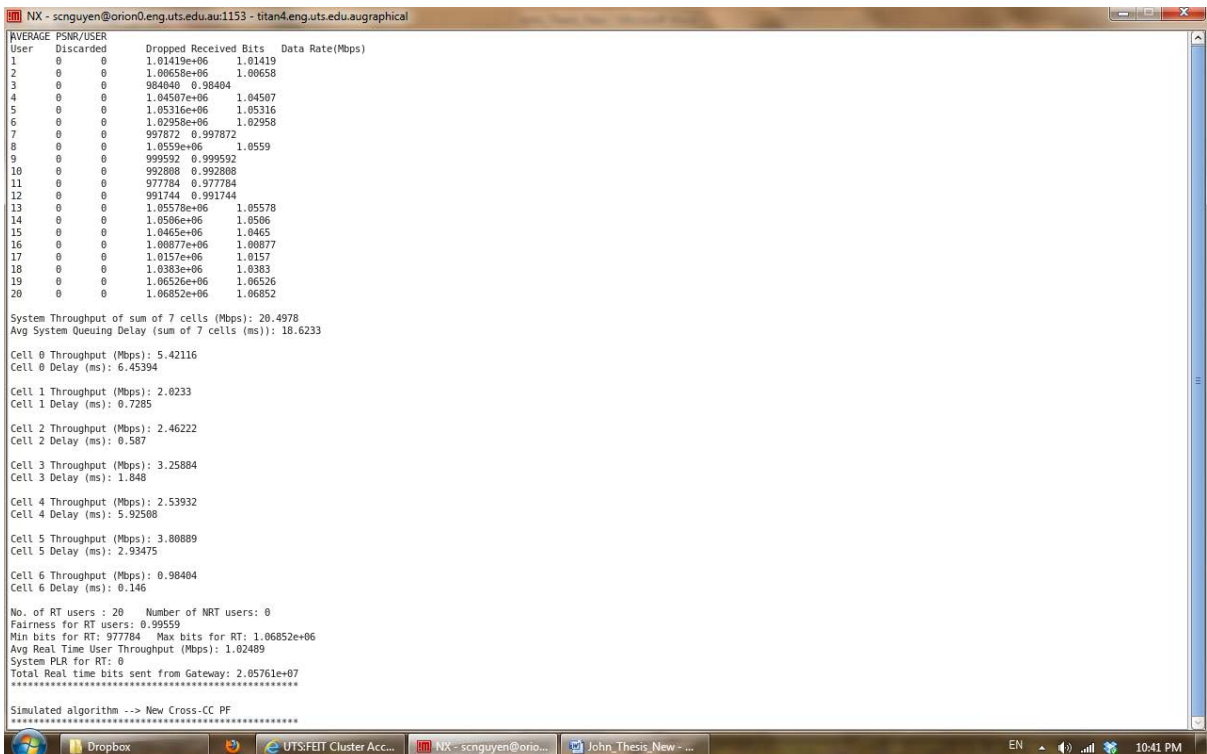 NX - scnguyen@orion0.eng.uts.edu.au:1153 - titan4.eng.uts.edu.augraphical
AVERAGE PSNR/USER
User Discarded Dropped Received Bits Data Rate(Mbps)
1 0 0 1.01419e+06 1.01419
2 0 0 1.00658e+06 1.00658
3 0 0 984040 0.98404
4 0 0 1.04507e+06 1.04507
5 0 0 1.05316e+06 1.05316
6 0 0 1.02958e+06 1.02958
7 0 0 997872 0.997872
8 0 0 1.0559e+06 1.0559
9 0 0 999592 0.999592
10 0 0 992808 0.992808
11 0 0 977784 0.977784
12 0 0 991744 0.991744
13 0 0 1.05578e+06 1.05578
14 0 0 1.0506e+06 1.0506
15 0 0 1.0465e+06 1.0465
16 0 0 1.00877e+06 1.00877
17 0 0 1.0157e+06 1.0157
18 0 0 1.0383e+06 1.0383
19 0 0 1.06526e+06 1.06526
20 0 0 1.06852e+06 1.06852
System Throughput of sum of 7 cells (Mbps): 20.4978
Avg System Queuing Delay (sum of 7 cells (ms)): 18.6233
Cell 0 Throughput (Mbps): 5.42116
Cell 0 Delay (ms): 6.45394
Cell 1 Throughput (Mbps): 2.0233
Cell 1 Delay (ms): 0.7285
Cell 2 Throughput (Mbps): 2.46222
Cell 2 Delay (ms): 0.587
Cell 3 Throughput (Mbps): 3.25884
Cell 3 Delay (ms): 1.848
Cell 4 Throughput (Mbps): 2.53932
Cell 4 Delay (ms): 5.92508
Cell 5 Throughput (Mbps): 3.80889
Cell 5 Delay (ms): 2.93475
Cell 6 Throughput (Mbps): 0.98404
Cell 6 Delay (ms): 0.146
No. of RT users : 20 Number of NRT users: 0
Fairness for RT users: 0.99559
Min bits for RT: 977784 Max bits for RT: 1.06852e+06
Avg Real Time User Throughput (Mbps): 1.02489
System PLR for RT: 0
Total Real time bits sent from Gateway: 2.05761e+07
**************************************************
Simulated algorithm --> New Cross-CC PF
**************************************************
Dropbox UTS:FEIT Cluster Acc... NX - scnguyen@orio... John_Thesis_New - ... EN 10:41 PM